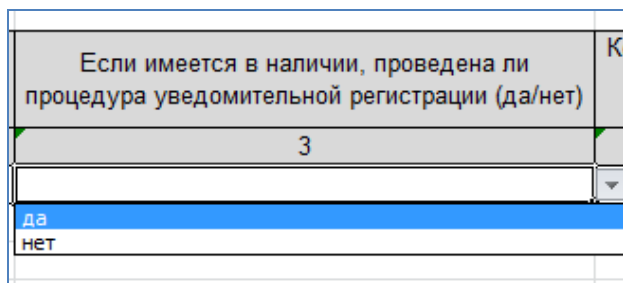 Если имеется в наличии, проведена ли
процедура уведомительной регистрации (да/нет)
3
да
нет